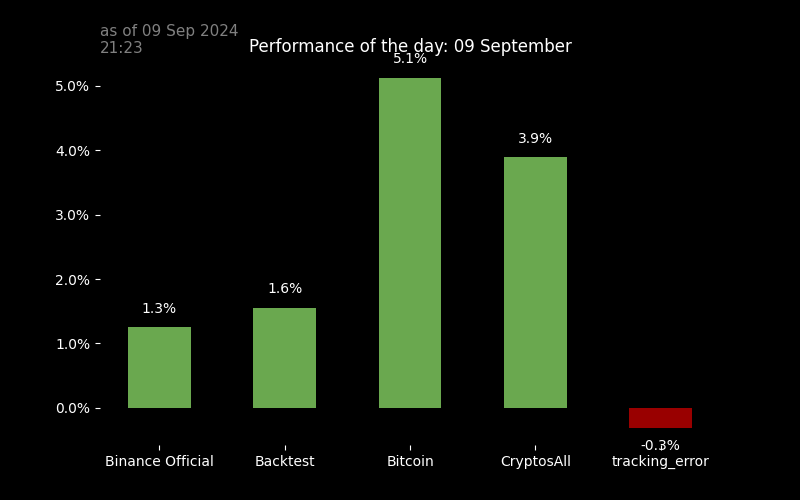 as of 09 Sep 2024
21:23
Performance of the day: 09 September
5.1%
5.0%
3.9%
4.0%
3.0%
1.6%
2.0%
1.3%
1.0%
0.0%
-0.3%
Binance Official
Backtest
Bitcoin
CryptosAll
tracking_error